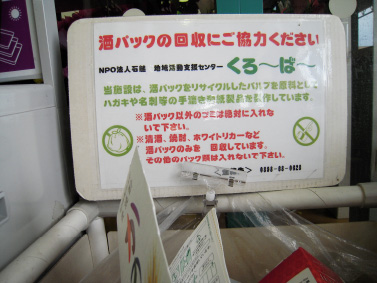 酒パックの回収にご協力ください
NPO法人石鎚 地域活動支援センター くろ〜ば〜
当施設は、酒パックをリサイクルしたパルプを原料として
ハガキや名刺等の手漉き和紙製品を製作しています。
※酒パック以外のゴミは絶対に入れな
いで下さい。
※清酒、焼酎、ホワイトリカーなど
酒パックのみを 回収しています。
その他のパック類は入れないで下さい。